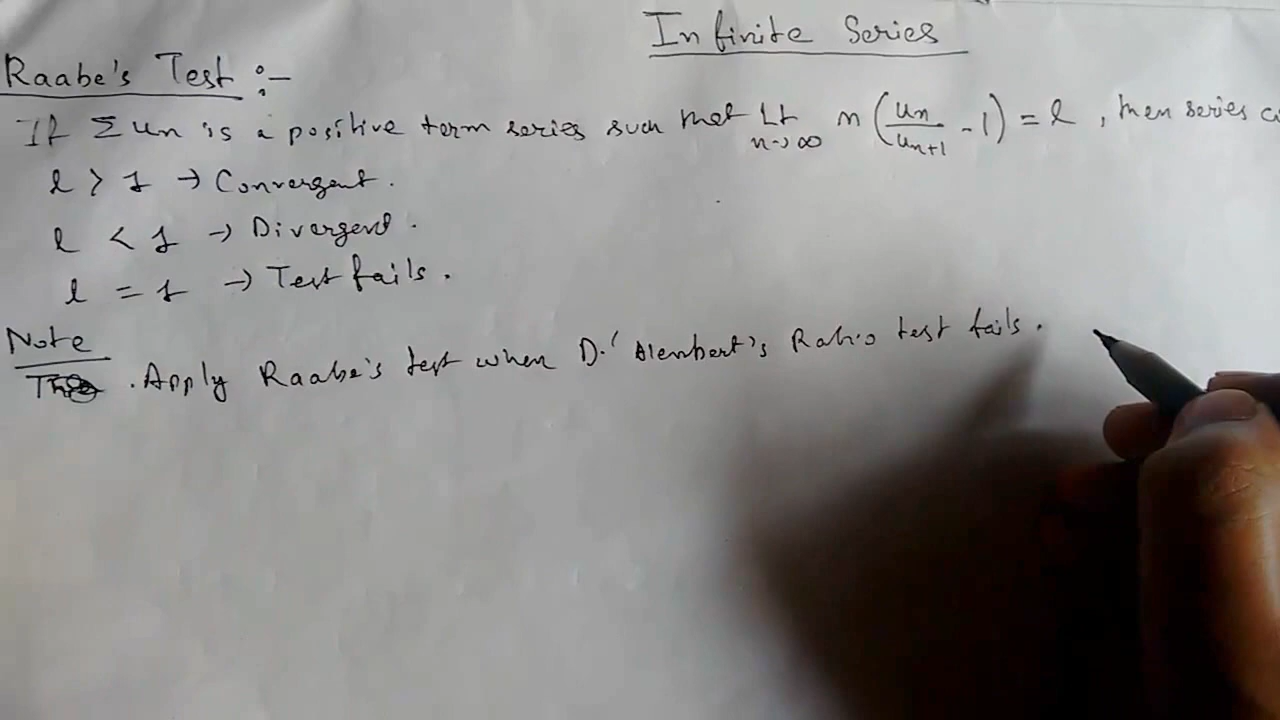 Infinite Series
Raabe's Test :-
If Σ un is a positive term series such that Lt n→∞ n(un/un+1 - 1) = l, then series
l > 1 → Convergent.
l < 1 → Divergent.
l = 1 → Test fails.
Note
. Apply Raabe's test when D.'Alembert's Ratio test fails.